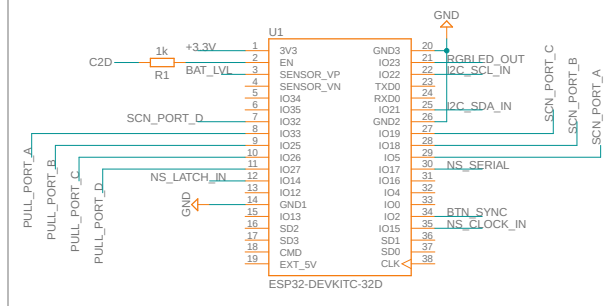 GND
U1
+3.3V 1 3V3 GND3 20
C2D 1k R1 2 EN IO23 21 RGBLED_OUT
BAT_LVL 3 SENSOR_VP IO22 22 I2C_SCL_IN
4 SENSOR_VN TXD0 23
5 IO34 RXD0 24
6 IO35 IO21 25 I2C_SDA_IN
SCN_PORT_D 7 IO32 GND2 26
8 IO33 IO19 27
9 IO25 IO18 28
10 IO26 IO5 29
11 IO27 IO17 30 NS_SERIAL
NS_LATCH_IN 12 IO14 IO16 31
13 IO12 IO4 32
GND 14 GND1 IO0 33
15 IO13 IO2 34 BTN_SYNC
16 SD2 IO15 35 NS_CLOCK_IN
17 SD3 SD1 36
18 CMD SD0 37
19 EXT_5V CLK 38
ESP32-DEVKITC-32D
PULL_PORT_A
PULL_PORT_B
PULL_PORT_C
PULL_PORT_D
SCN_PORT_C
SCN_PORT_B
SCN_PORT_A